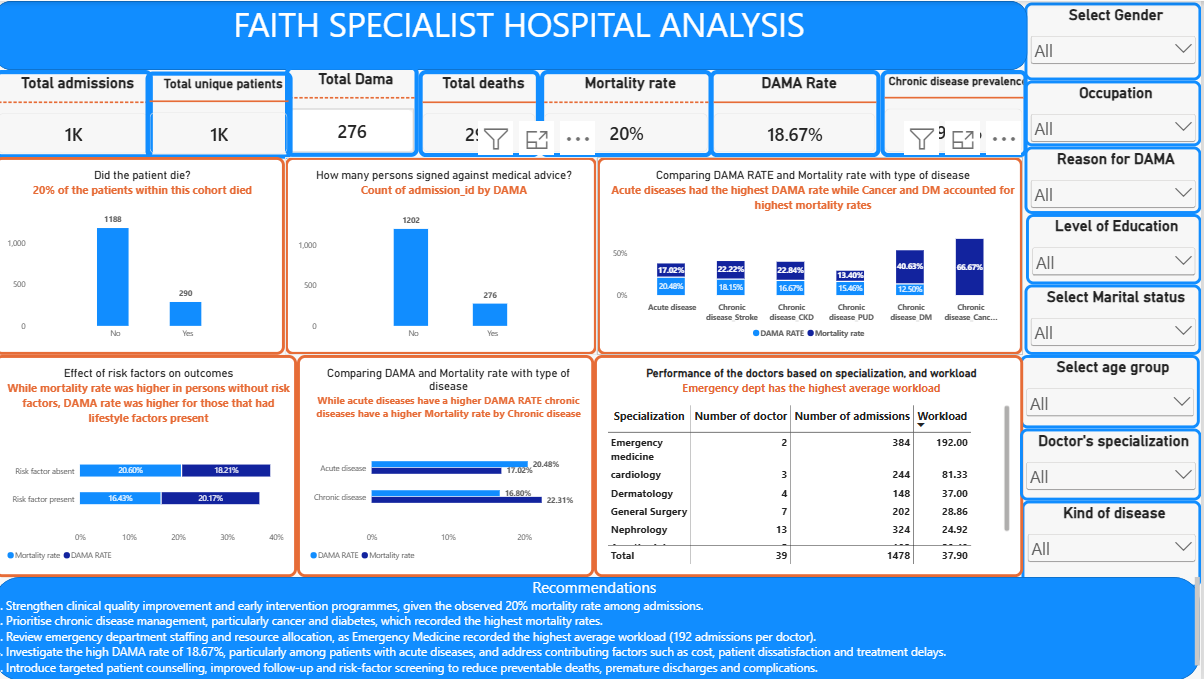 FAITH SPECIALIST HOSPITAL ANALYSIS
Total admissions
1K
Total unique patients
1K
Total Dama
276
Total deaths
Mortality rate
20%
DAMA Rate
18.67%
Chronic disease prevalenc
Did the patient die?
20% of the patients within this cohort died
1,000
500
0
1188
290
No
Yes
How many persons signed against medical advice?
Count of admission_id by DAMA
1,000
500
0
1202
276
No
Yes
Comparing DAMA RATE and Mortality rate with type of disease
Acute diseases had the highest DAMA rate while Cancer and DM accounted for
highest mortality rates
50%
0%
17.02%
20.48%
22.22%
18.15%
22.84%
16.67%
13.40%
15.46%
40.63%
12.50%
66.67%
Acute disease
Chronic
disease_Stroke
Chronic
disease_CKD
Chronic
disease_PUD
Chronic
disease_DM
Chronic
disease_Canc...
DAMA RATE
Mortality rate
Effect of risk factors on outcomes
While mortality rate was higher in persons without risk
factors, DAMA rate was higher for those that had
lifestyle factors present
Risk factor absent
20.60%
18.21%
Risk factor present
16.43%
20.17%
0%
10%
20%
30%
40%
Mortality rate
DAMA RATE
Comparing DAMA and Mortality rate with type of
disease
While acute diseases have a higher DAMA RATE chronic
diseases have a higher Mortality rate by Chronic disease
Acute disease
20.48%
17.02%
Chronic disease
16.80%
22.31%
0%
10%
20%
DAMA RATE
Mortality rate
Performance of the doctors based on specialization, and workload
Emergency dept has the highest average workload
Specialization Number of doctor Number of admissions Workload
Emergency
medicine 2 384 192.00
cardiology 3 244 81.33
Dermatology 4 148 37.00
General Surgery 7 202 28.86
Nephrology 13 324 24.92
Total 39 1478 37.90
Select Gender
All
Occupation
All
Reason for DAMA
All
Level of Education
All
Select Marital status
All
Select age group
All
Doctor's specialization
All
Kind of disease
All
Recommendations
. Strengthen clinical quality improvement and early intervention programmes, given the observed 20% mortality rate among admissions.
. Prioritise chronic disease management, particularly cancer and diabetes, which recorded the highest mortality rates.
. Review emergency department staffing and resource allocation, as Emergency Medicine recorded the highest average workload (192 admissions per doctor).
. Investigate the high DAMA rate of 18.67%, particularly among patients with acute diseases, and address contributing factors such as cost, patient dissatisfaction and treatment delays.
. Introduce targeted patient counselling, improved follow-up and risk-factor screening to reduce preventable deaths, premature discharges and complications.